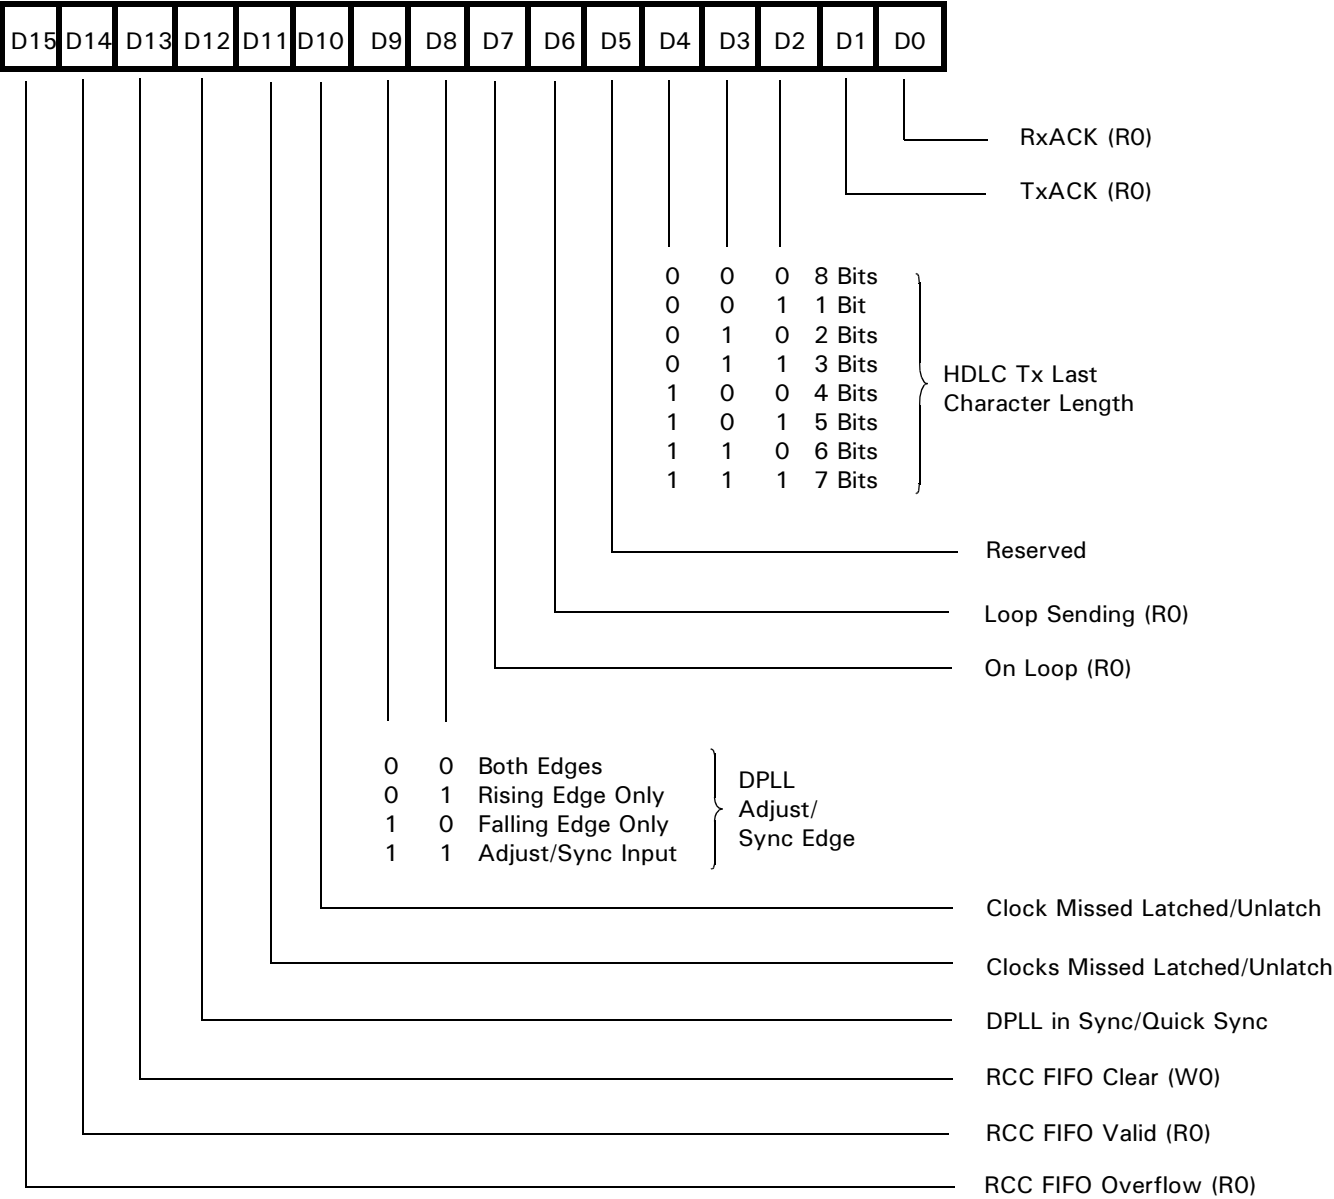 D15 D14 D13 D12 D11 D10 D9 D8 D7 D6 D5 D4 D3 D2 D1 D0
RxACK (R0)
TxACK (R0)
0 0 0 8 Bits
0 0 1 1 Bit
0 1 0 2 Bits
0 1 1 3 Bits
1 0 0 4 Bits
1 0 1 5 Bits
1 1 0 6 Bits
1 1 1 7 Bits
HDLC Tx Last
Character Length
Reserved
Loop Sending (R0)
On Loop (R0)
0 0 Both Edges
0 1 Rising Edge Only
1 0 Falling Edge Only
1 1 Adjust/Sync Input
DPLL
Adjust/
Sync Edge
Clock Missed Latched/Unlatch
Clocks Missed Latched/Unlatch
DPLL in Sync/Quick Sync
RCC FIFO Clear (W0)
RCC FIFO Valid (R0)
RCC FIFO Overflow (R0)